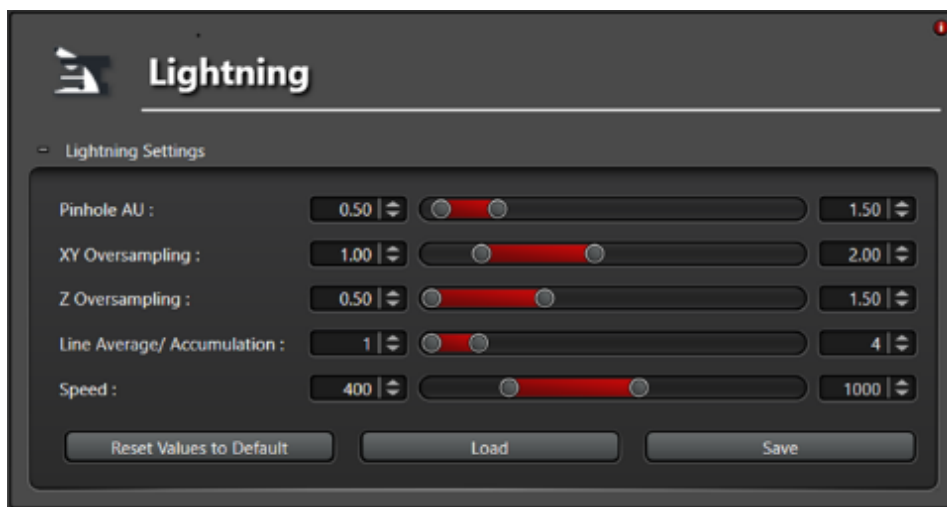 Lightning
Lightning Settings
Pinhole AU : 0.50 1.50
XY Oversampling : 1.00 2.00
Z Oversampling : 0.50 1.50
Line Average/ Accumulation : 1 4
Speed : 400 1000
Reset Values to Default Load Save